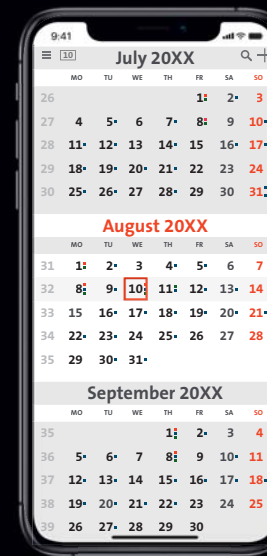 9:41
10 July 20XX
MO TU WE TH FR SA SO
26 1 2 3
27 4 5 6 7 8 9 10
28 11 12 13 14 15 16 17
29 18 19 20 21 22 23 24
30 25 26 27 28 29 30 31
August 20XX
MO TU WE TH FR SA SO
31 1 2 3 4 5 6 7
32 8 9 10 11 12 13 14
33 15 16 17 18 19 20 21
34 22 23 24 25 26 27 28
35 29 30 31
September 20XX
MO TU WE TH FR SA SO
35 1 2 3 4
36 5 6 7 8 9 10 11
37 12 13 14 15 16 17 18
38 19 20 21 22 23 24 25
39 26 27 28 29 30